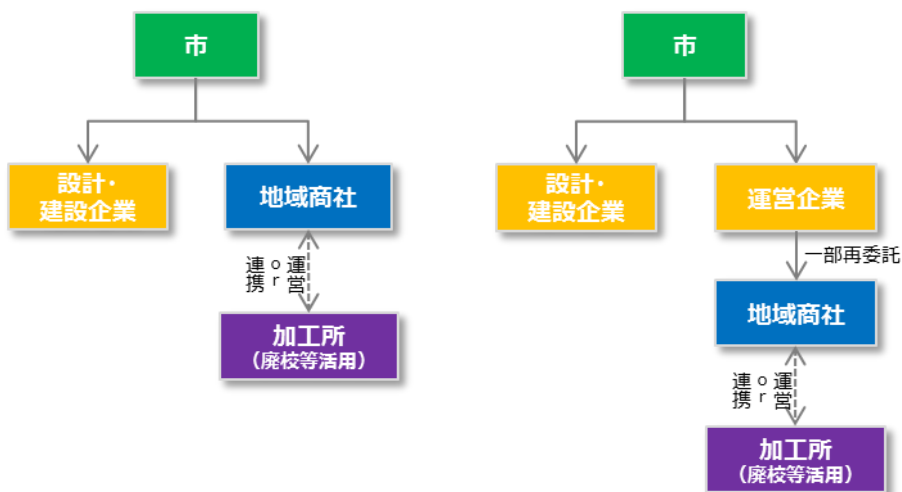 市
設計・
建設企業
地域商社
運営
or
連携
加工所
（廃校等活用）
市
設計・
建設企業
運営企業
一部再委託
地域商社
運営
or
連携
加工所
（廃校等活用）